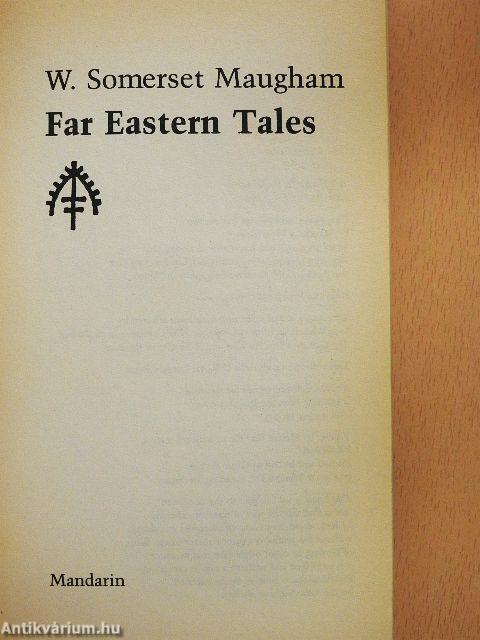 W. Somerset Maugham
Far Eastern Tales
Mandarin
Antikvárium.hu